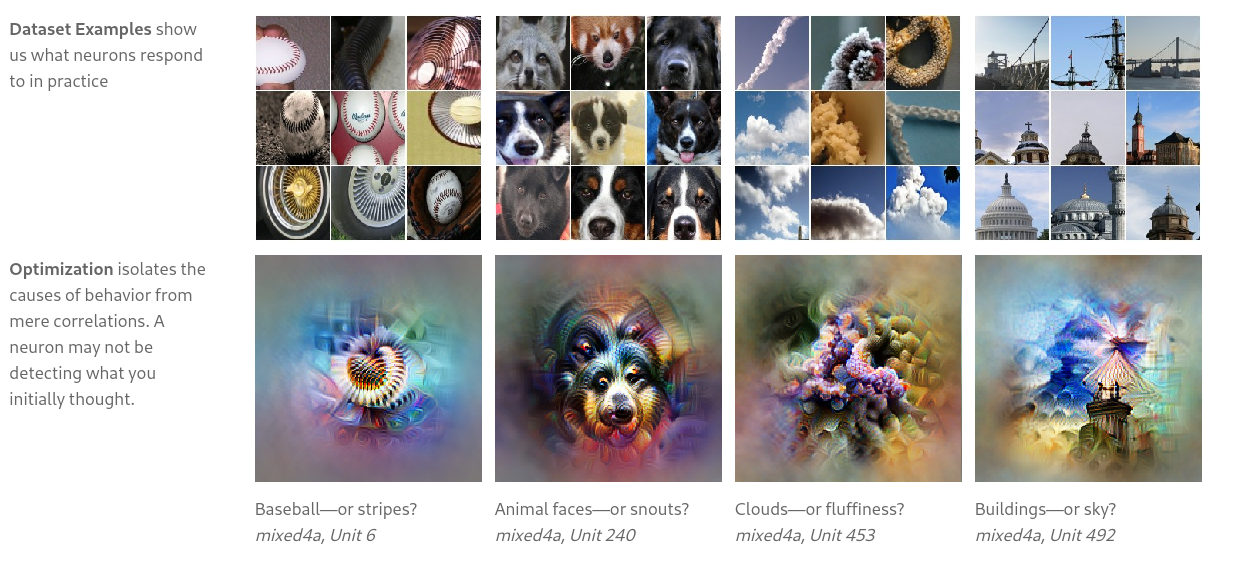 Dataset Examples show
us what neurons respond
to in practice
Optimization isolates the
causes of behavior from
mere correlations. A
neuron may not be
detecting what you
initially thought.
Baseball—or stripes?
mixed4a, Unit 6
Animal faces—or snouts?
mixed4a, Unit 240
Clouds—or fluffiness?
mixed4a, Unit 453
Buildings—or sky?
mixed4a, Unit 492